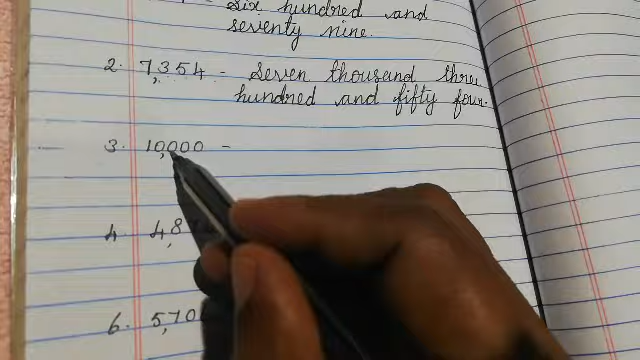 six hundred and
seventy nine.
2. 7,354 - Seven thousand three
hundred and fifty four.
3. 10,000 -
4. 4,8
6. 5,70